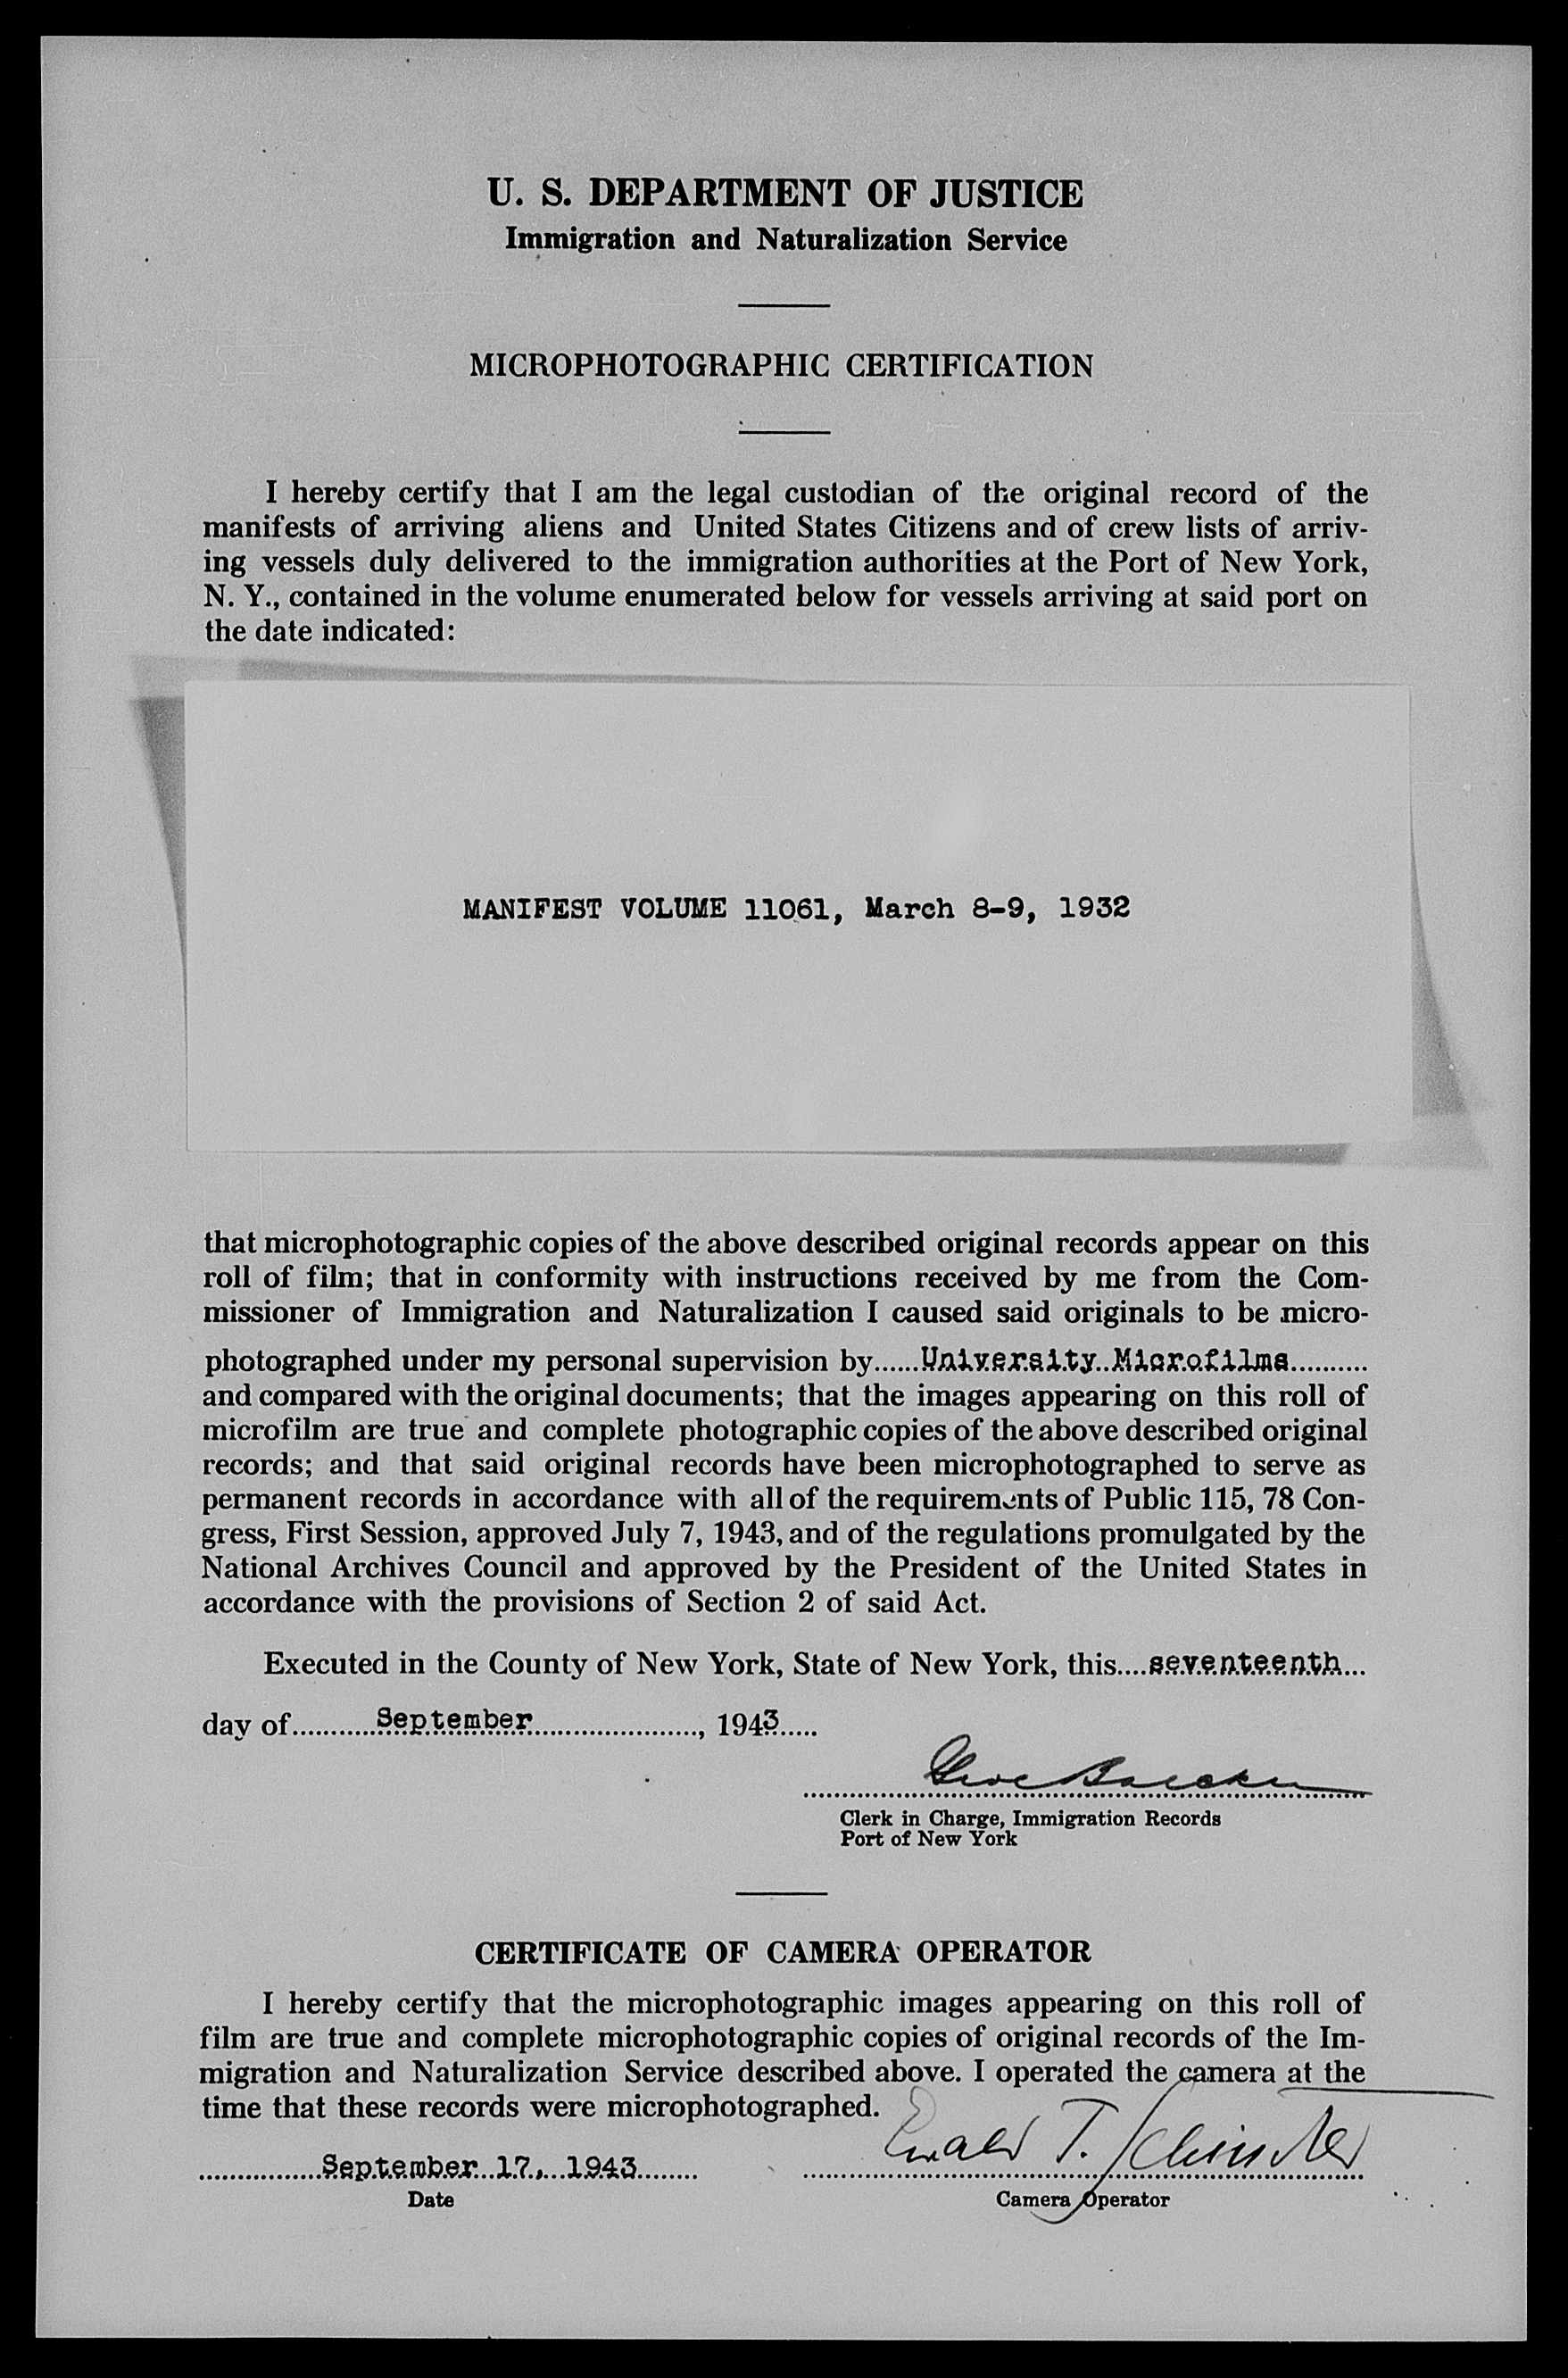 U. S. DEPARTMENT OF JUSTICE
Immigration and Naturalization Service
MICROPHOTOGRAPHIC CERTIFICATION
I hereby certify that I am the legal custodian of the original record of the
manifests of arriving aliens and United States Citizens and of crew lists of arriv-
ing vessels duly delivered to the immigration authorities at the Port of New York,
N. Y., contained in the volume enumerated below for vessels arriving at said port on
the date indicated:
MANIFEST VOLUME 11061, March 8-9, 1932
that microphotographic copies of the above described original records appear on this
roll of film; that in conformity with instructions received by me from the Com-
missioner of Immigration and Naturalization I caused said originals to be micro-
photographed under my personal supervision by......University Microfilms..........
and compared with the original documents; that the images appearing on this roll of
microfilm are true and complete photographic copies of the above described original
records; and that said original records have been microphotographed to serve as
permanent records in accordance with all of the requirements of Public 115, 78 Con-
gress, First Session, approved July 7, 1943, and of the regulations promulgated by the
National Archives Council and approved by the President of the United States in
accordance with the provisions of Section 2 of said Act.
Executed in the County of New York, State of New York, this....seventeenth...
day of...........September......................, 1943.....
Clerk in Charge, Immigration Records
Port of New York
CERTIFICATE OF CAMERA OPERATOR
I hereby certify that the microphotographic images appearing on this roll of
film are true and complete microphotographic copies of original records of the Im-
migration and Naturalization Service described above. I operated the camera at the
time that these records were microphotographed.
Ewald T.
................September 17, 1943........
Date
Camera Operator